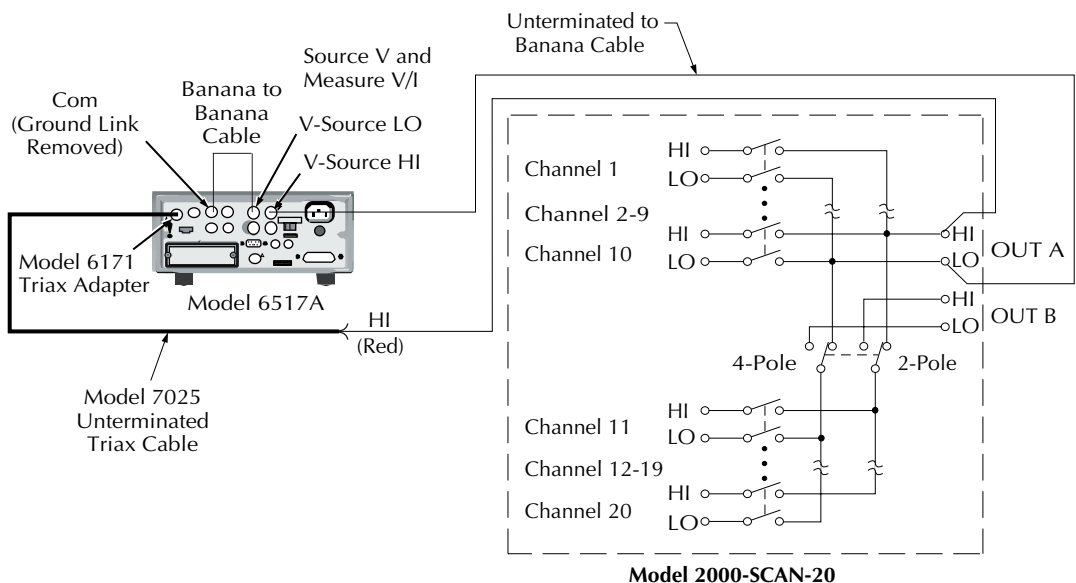 Unterminated to
Banana Cable
Source V and
Measure V/I
Banana to
Banana
Cable
Com
(Ground Link
Removed)
V-Source LO
V-Source HI
Model 6171
Triax Adapter
Model 6517A
HI
(Red)
Model 7025
Unterminated
Triax Cable
Channel 1
HI
LO
Channel 2-9
HI
Channel 10
LO
HI
OUT A
LO
HI
OUT B
LO
4-Pole
2-Pole
HI
Channel 11
LO
Channel 12-19
HI
Channel 20
LO
Model 2000-SCAN-20